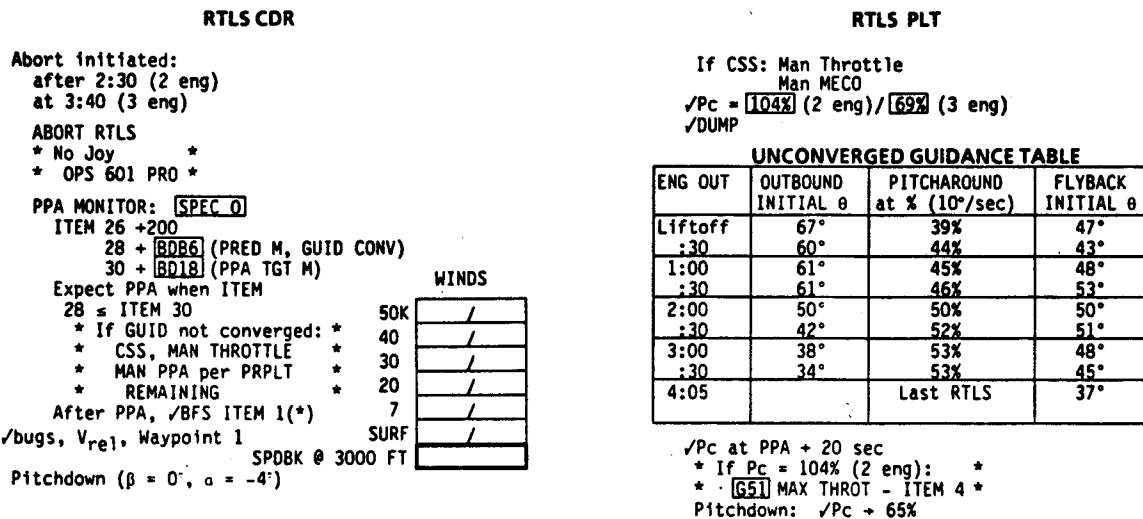 RTLS CDR
Abort initiated:
after 2:30 (2 eng)
at 3:40 (3 eng)
ABORT RTLS
* No Joy *
* OPS 601 PRO *
PPA MONITOR: SPEC 0
ITEM 26 +200
28 + BDB6 (PRED M, GUID CONV)
30 + BD18 (PPA TGT M)
Expect PPA when ITEM
28 ≤ ITEM 30
* If GUID not converged: *
* CSS, MAN THROTTLE *
* MAN PPA per PRPLT *
* REMAINING *
After PPA, ✓BFS ITEM 1(*)
✓bugs, Vrel, Waypoint 1
Pitchdown (β = 0°, α = -4°)
WINDS
50K /
40 /
30 /
20 /
7 /
SURF /
SPDBK @ 3000 FT
RTLS PLT
If CSS: Man Throttle
Man MECO
✓Pc = 104% (2 eng)/ 69% (3 eng)
✓DUMP
UNCONVERGED GUIDANCE TABLE
ENG OUT OUTBOUND INITIAL θ PITCHAROUND at % (10°/sec) FLYBACK INITIAL θ
Liftoff 67° 39% 47°
:30 60° 44% 43°
1:00 61° 45% 48°
:30 61° 46% 53°
2:00 50° 50% 50°
:30 42° 52% 51°
3:00 38° 53% 48°
:30 34° 53% 45°
4:05 Last RTLS 37°
✓Pc at PPA + 20 sec
* If Pc = 104% (2 eng): *
* G51 MAX THROT - ITEM 4 *
Pitchdown: ✓Pc → 65%